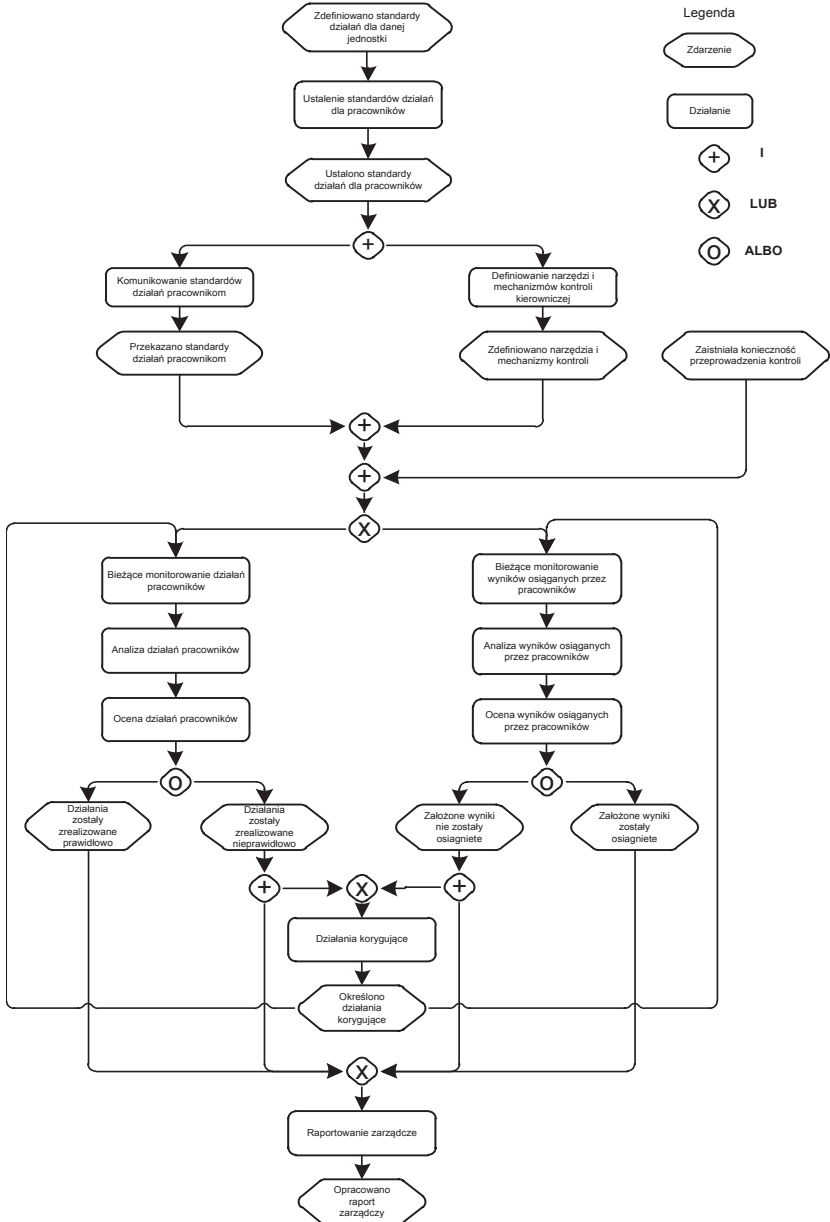 Zdefiniowano standardy
działań dla danej
jednostki
Legenda
Zdarzenie
Ustalenie standardów działań
dla pracowników
Działanie
+ I
Ustalono standardy
działań dla pracowników
X LUB
O ALBO
+
Komunikowanie standardów
działań pracownikom
Definiowanie narzędzi i
mechanizmów kontroli
kierowniczej
Przekazano standardy
działań pracownikom
Zdefiniowano narzędzia i
mechanizmy kontroli
Zaistniała konieczność
przeprowadzenia kontroli
+
+
X
Bieżące monitorowanie działań
pracowników
Bieżące monitorowanie
wyników osiąganych przez
pracowników
Analiza działań pracowników
Analiza wyników osiąganych
przez pracowników
Ocena działań pracowników
Ocena wyników osiąganych
przez pracowników
O
O
Działania
zostały
zrealizowane
prawidłowo
Działania
zostały
zrealizowane
nieprawidłowo
Założone wyniki
nie zostały
osiagniete
Założone wyniki
zostały
osiagniete
+
X
+
Działania korygujące
Określono
działania
korygujące
X
Raportowanie zarządcze
Opracowano
raport
zarządczy